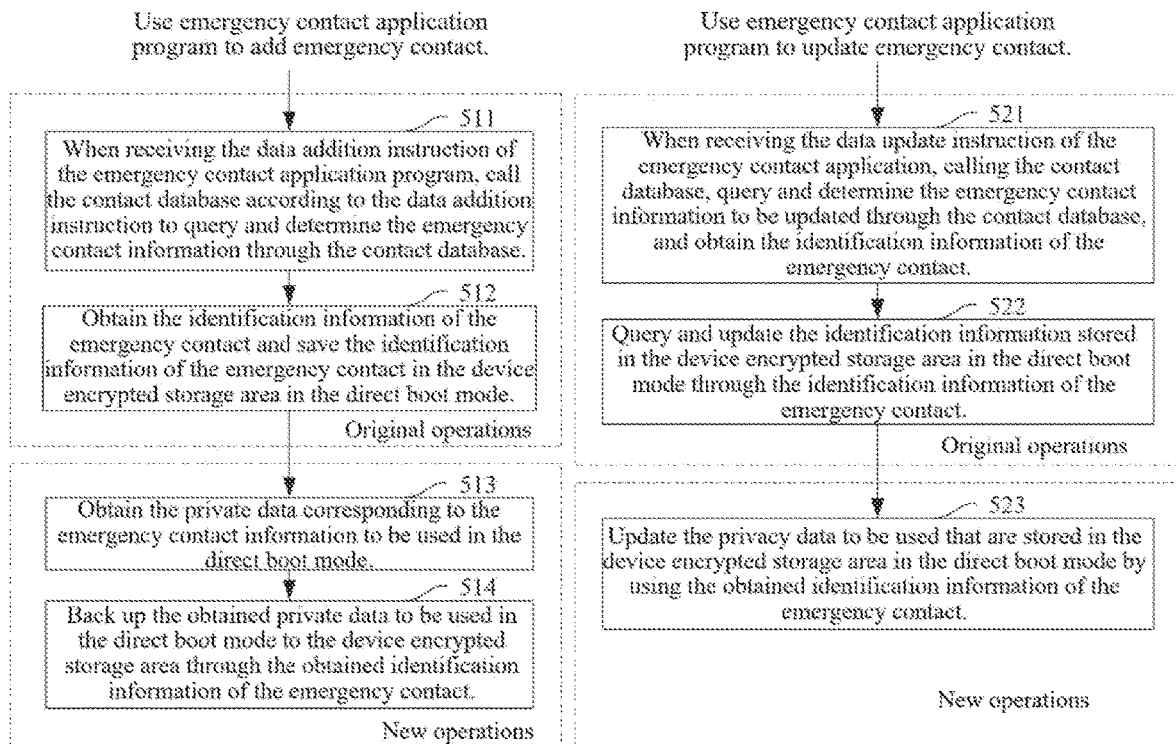 Use emergency contact application
program to add emergency contact.
511
When receiving the data addition instruction of
the emergency contact application program, call
the contact database according to the data addition
instruction to query and determine the emergency
contact information through the contact database.
512
Obtain the identification information of the
emergency contact and save the identification
information of the emergency contact in the device
encrypted storage area in the direct boot mode.
Original operations
513
Obtain the private data corresponding to the
emergency contact information to be used in the
direct boot mode.
514
Back up the obtained private data to be used in
the direct boot mode to the device encrypted
storage area through the obtained identification
information of the emergency contact.
New operations
Use emergency contact application
program to update emergency contact.
521
When receiving the data update instruction of the
emergency contact application, calling the contact
database, query and determine the emergency contact
information to be updated through the contact database,
and obtain the identification information of the
emergency contact.
522
Query and update the identification information stored
in the device encrypted storage area in the direct boot
mode through the identification information of the
emergency contact.
Original operations
523
Update the privacy data to be used that are stored in the
device encrypted storage area in the direct boot mode by
using the obtained identification information of the
emergency contact.
New operations